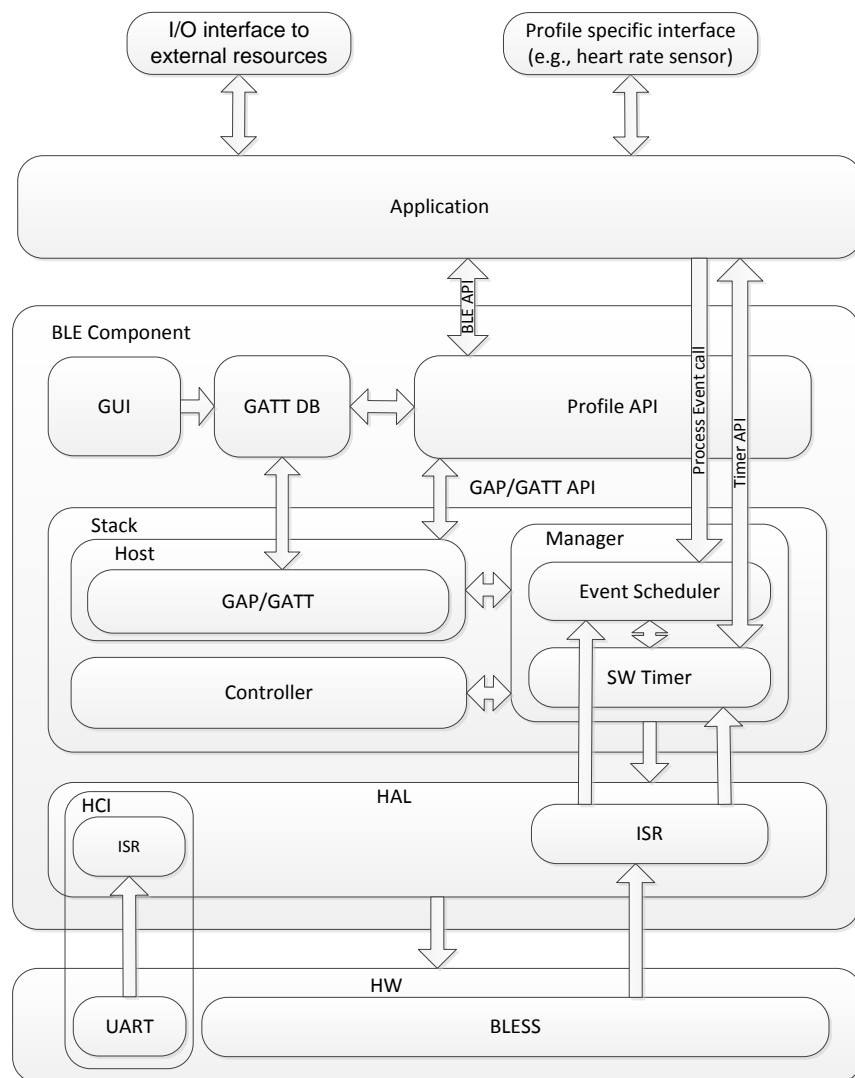 I/O interface to
external resources
Profile specific interface
(e.g., heart rate sensor)
Application
BLE API
Process Event call
Timer API
BLE Component
GUI
GATT DB
Profile API
GAP/GATT API
Stack
Host
GAP/GATT
Manager
Event Scheduler
Controller
SW Timer
HAL
HCI
ISR
ISR
HW
UART
BLESS